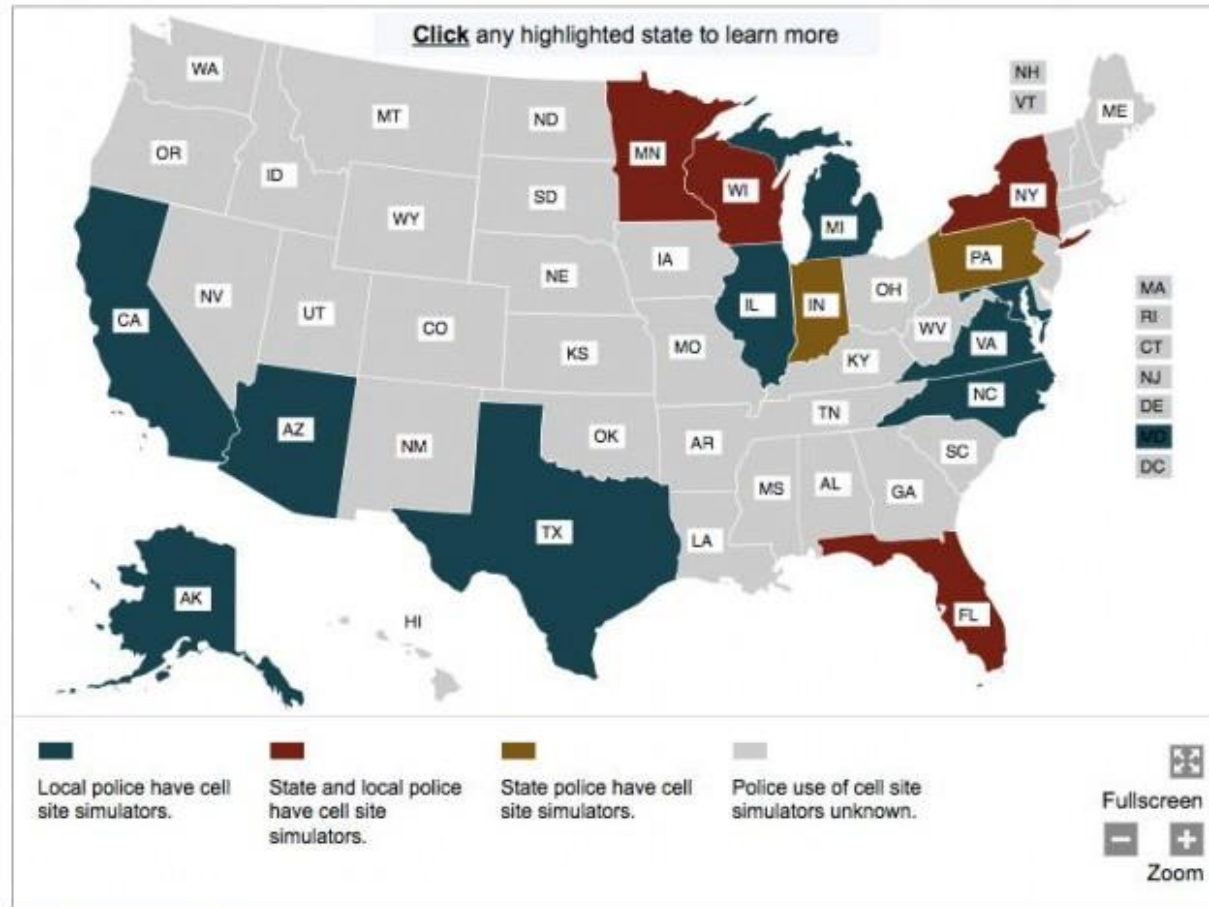 Click any highlighted state to learn more
WA
MT
ND
MN
NH
VT
ME
OR
ID
SD
WI
NY
WY
MI
IA
PA
NE
NV
UT
CO
IL
IN
OH
MA
CA
KS
MO
WV
VA
RI
KY
CT
NC
NJ
AZ
NM
OK
TN
DE
AR
SC
MD
MS
AL
GA
DC
TX
LA
AK
HI
FL
Local police have cell
site simulators.
State and local police
have cell site
simulators.
State police have cell
site simulators.
Police use of cell site
simulators unknown.
Fullscreen
Zoom